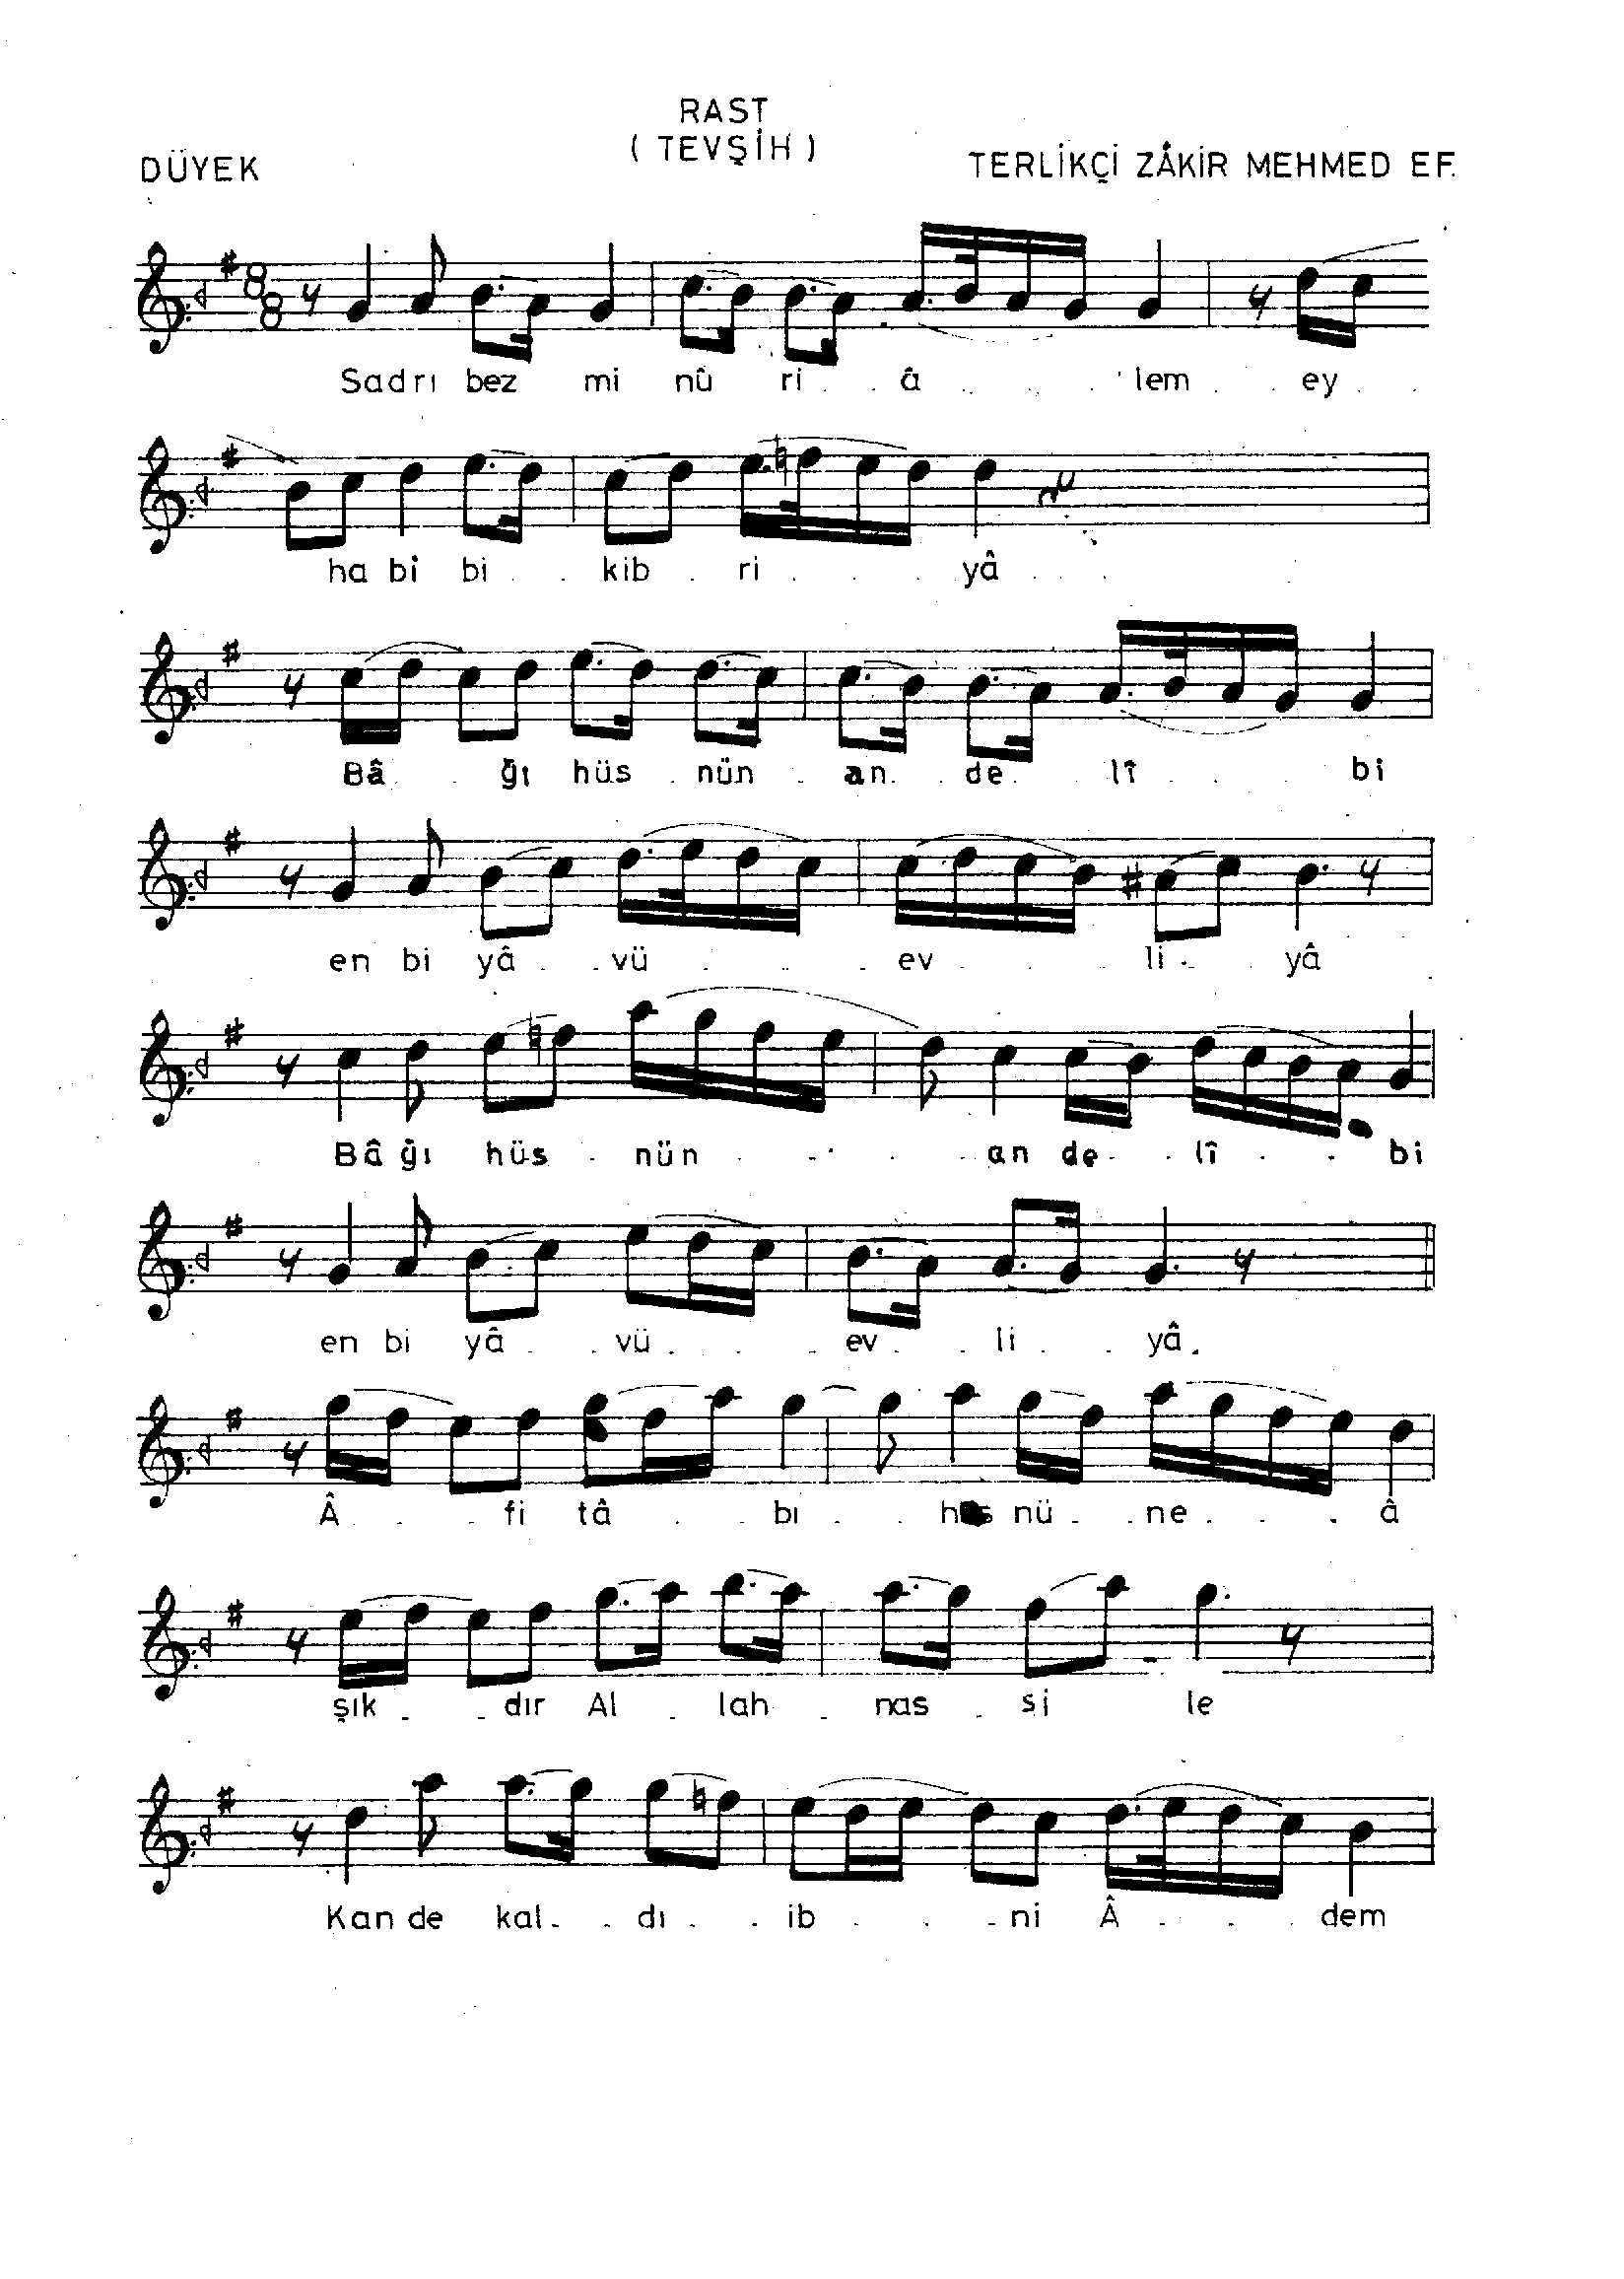 RAST
( TEVŞİH )
DÜYEK
TERLİKÇİ ZÂKİR MEHMED EF.
8
8
Sadrı bez mi nû ri . . â . . . lem . . ey . .
ha bî bi . . kib . ri . . . yâ . . .
Bâ . . ğı hüs . nün . an . de . lî . . . bi
en bi yâ . . vü . . . ev . . . li . . yâ
Bâ ğı hüs . nün . . . . an de . . lî . . . bi
en bi yâ . . vü . . . ev . . li . . yâ .
 . . . fi tâ . . bı . . hüs nü . . ne . . . â
şık . . dır Al . lah . nas . si le
Kan de kal . . dı . . ib . . . ni  . . . dem